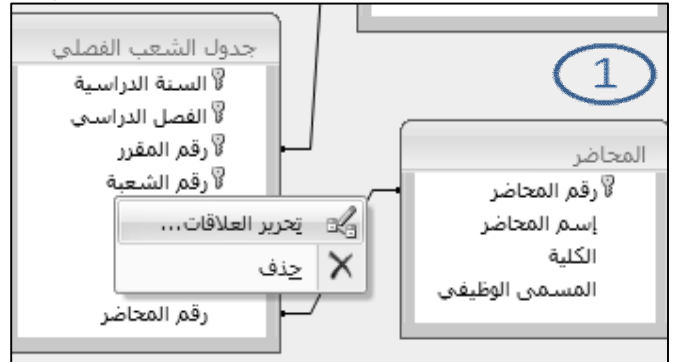 جدول الشعب الفصلي
السنة الدراسية
الفصل الدراسي
رقم المقرر
رقم الشعبة
تحرير العلاقات...
حذف
رقم المحاضر
1
المحاضر
رقم المحاضر
إسم المحاضر
الكلية
المسمى الوظيفي